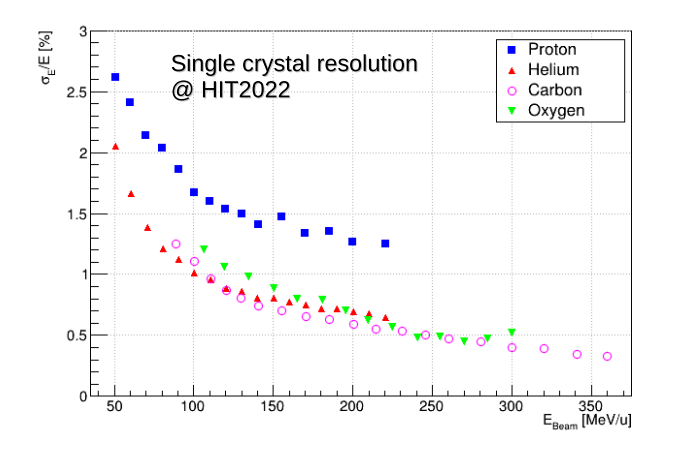 3
2.5
2
1.5
1
0.5
0
σE/E [%]
Single crystal resolution
@ HIT2022
Proton
Helium
Carbon
Oxygen
50 100 150 200 250 300 350
EBeam [MeV/u]